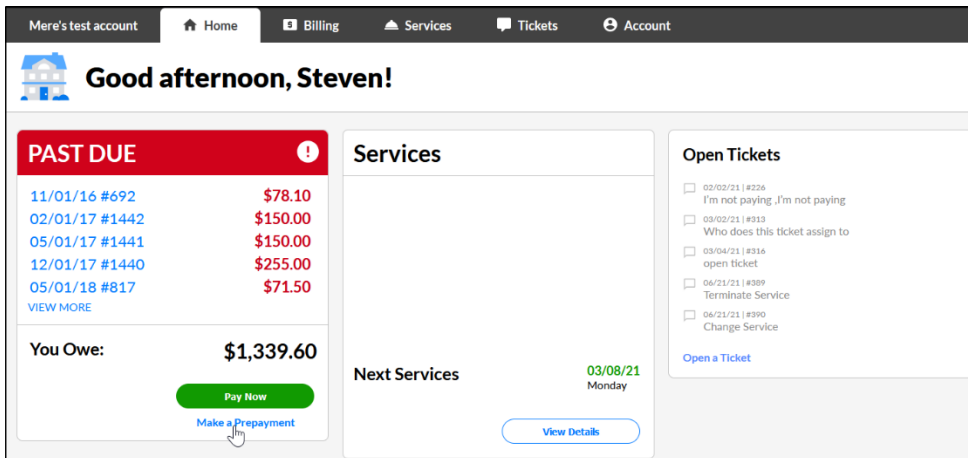 Mere's test account
Home
Billing
Services
Tickets
Account
Good afternoon, Steven!
PAST DUE
11/01/16 #692 $78.10
02/01/17 #1442 $150.00
05/01/17 #1441 $150.00
12/01/17 #1440 $255.00
05/01/18 #817 $71.50
VIEW MORE
You Owe: $1,339.60
Pay Now
Make a Prepayment
Services
Next Services
03/08/21
Monday
View Details
Open Tickets
02/02/21 | #226
I'm not paying ,I'm not paying
03/02/21 | #313
Who does this ticket assign to
03/04/21 | #316
open ticket
06/21/21 | #389
Terminate Service
06/21/21 | #390
Change Service
Open a Ticket